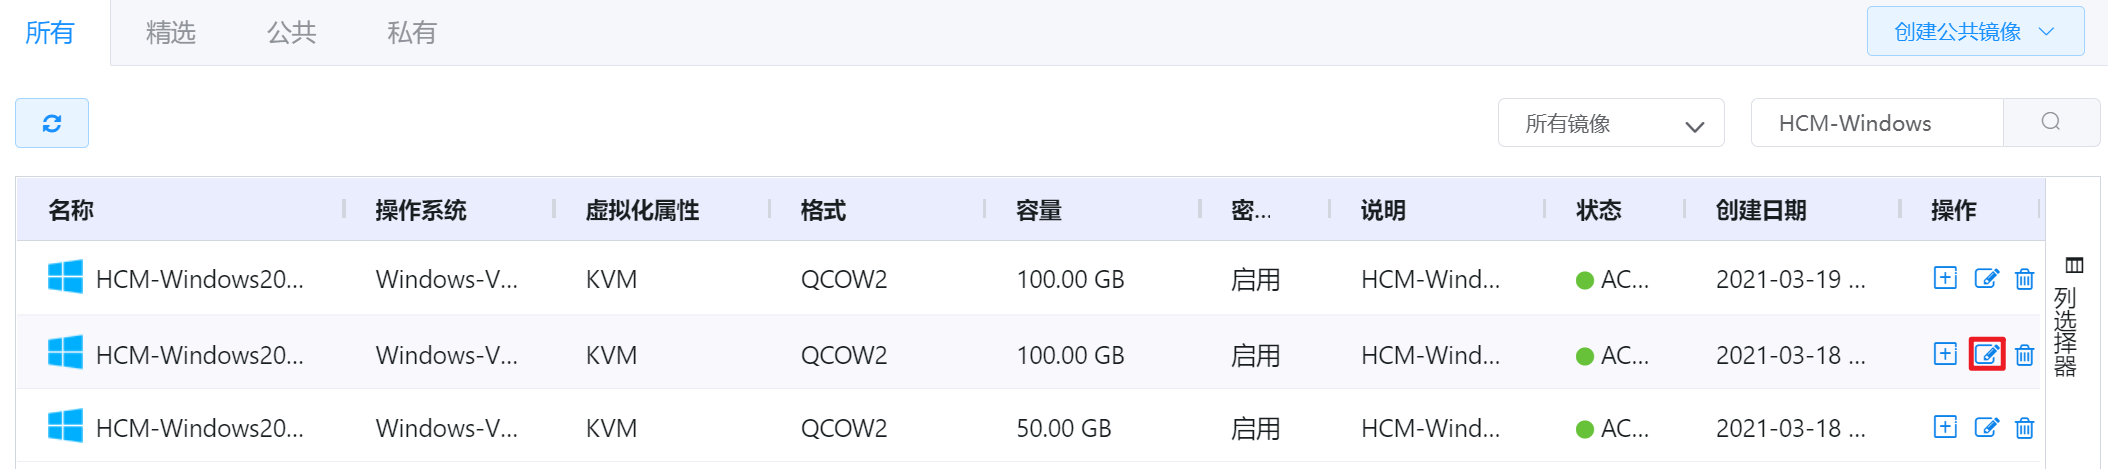 所有 精选 公共 私有 创建公共镜像
所有镜像 HCM-Windows
名称 操作系统 虚拟化属性 格式 容量 密... 说明 状态 创建日期 操作
HCM-Windows20... Windows-V... KVM QCOW2 100.00 GB 启用 HCM-Wind... AC... 2021-03-19 ...
HCM-Windows20... Windows-V... KVM QCOW2 100.00 GB 启用 HCM-Wind... AC... 2021-03-18 ...
HCM-Windows20... Windows-V... KVM QCOW2 50.00 GB 启用 HCM-Wind... AC... 2021-03-18 ...
列选择器